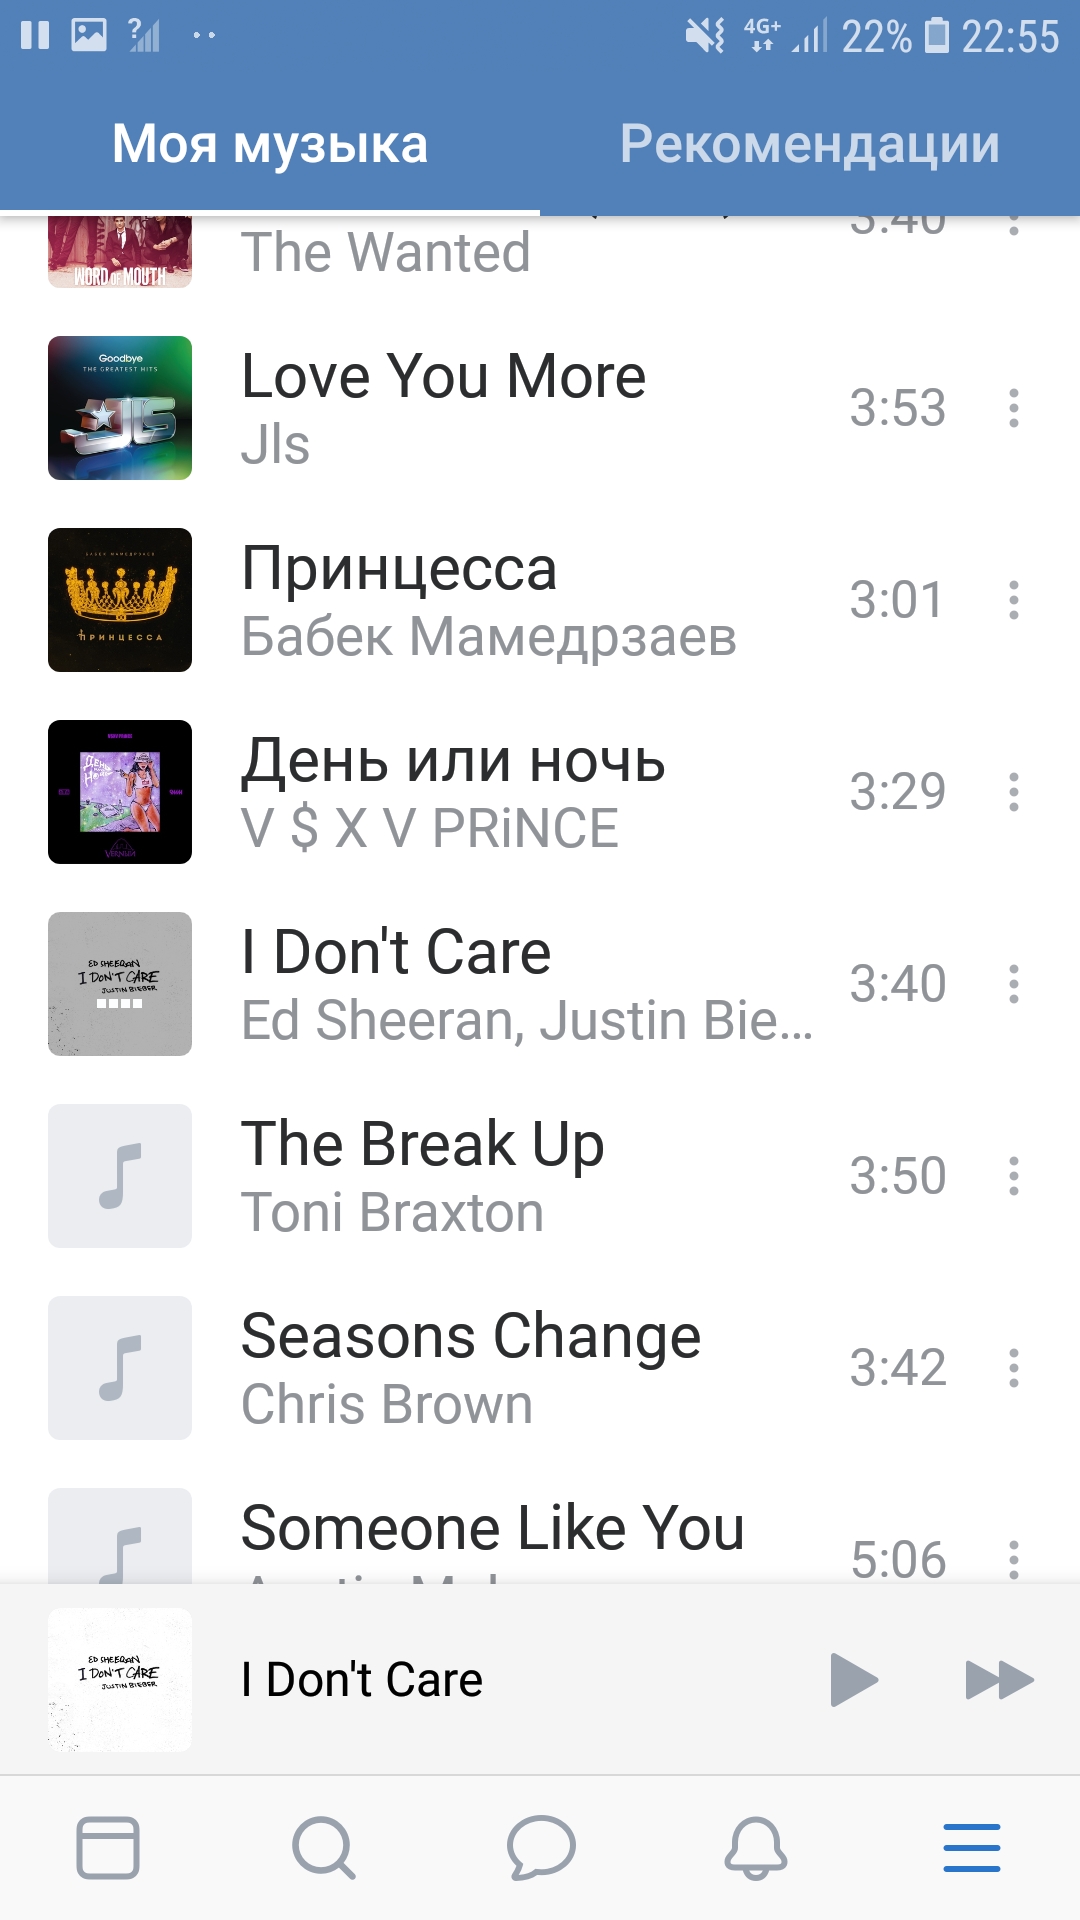 4G+ 22% 22:55
Моя музыка Рекомендации
3:40
The Wanted
WORD OF MOUTH
Goodbye
THE GREATEST HITS
JLS
Love You More
3:53
Jls
БАБЕК МАМЕДРЗАЕВ
ПРИНЦЕССА
Принцесса
3:01
Бабек Мамедрзаев
День или ночь
3:29
V $ X V PRiNCE
ED SHEERAN
I DON'T CARE
JUSTIN BIEBER
I Don't Care
3:40
Ed Sheeran, Justin Bie...
The Break Up
3:50
Toni Braxton
Seasons Change
3:42
Chris Brown
Someone Like You
5:06
ED SHEERAN
I DON'T CARE
JUSTIN BIEBER
I Don't Care